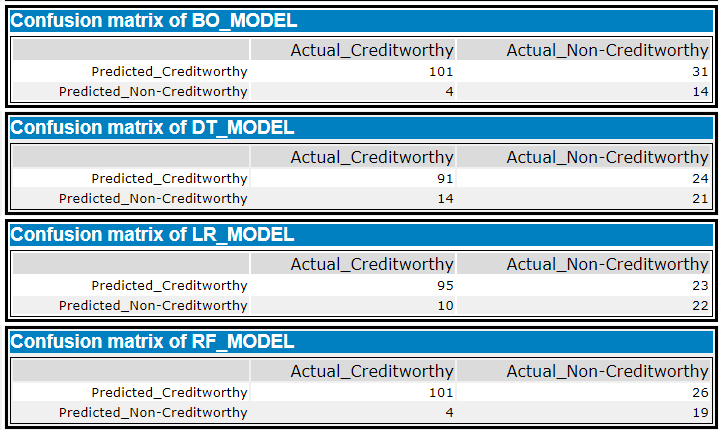 Confusion matrix of BO_MODEL
Actual_Creditworthy Actual_Non-Creditworthy
Predicted_Creditworthy 101 31
Predicted_Non-Creditworthy 4 14
Confusion matrix of DT_MODEL
Actual_Creditworthy Actual_Non-Creditworthy
Predicted_Creditworthy 91 24
Predicted_Non-Creditworthy 14 21
Confusion matrix of LR_MODEL
Actual_Creditworthy Actual_Non-Creditworthy
Predicted_Creditworthy 95 23
Predicted_Non-Creditworthy 10 22
Confusion matrix of RF_MODEL
Actual_Creditworthy Actual_Non-Creditworthy
Predicted_Creditworthy 101 26
Predicted_Non-Creditworthy 4 19